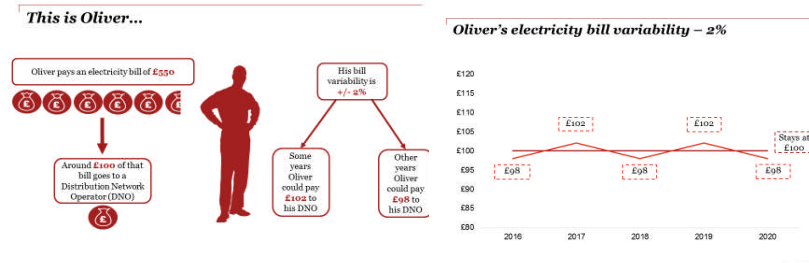 This is Oliver...
Oliver pays an electricity bill of £550
Around £100 of that
bill goes to a
Distribution Network
Operator (DNO)
His bill
variability is
+/- 2%
Some
years
Oliver
could pay
£102 to
his DNO
Other
years
Oliver
could pay
£98 to
his DNO
Oliver's electricity bill variability – 2%
£120
£115
£110
£105
£100
£95
£90
£85
£80
£98
£102
£98
£102
£98
Stays at
£100
2016
2017
2018
2019
2020